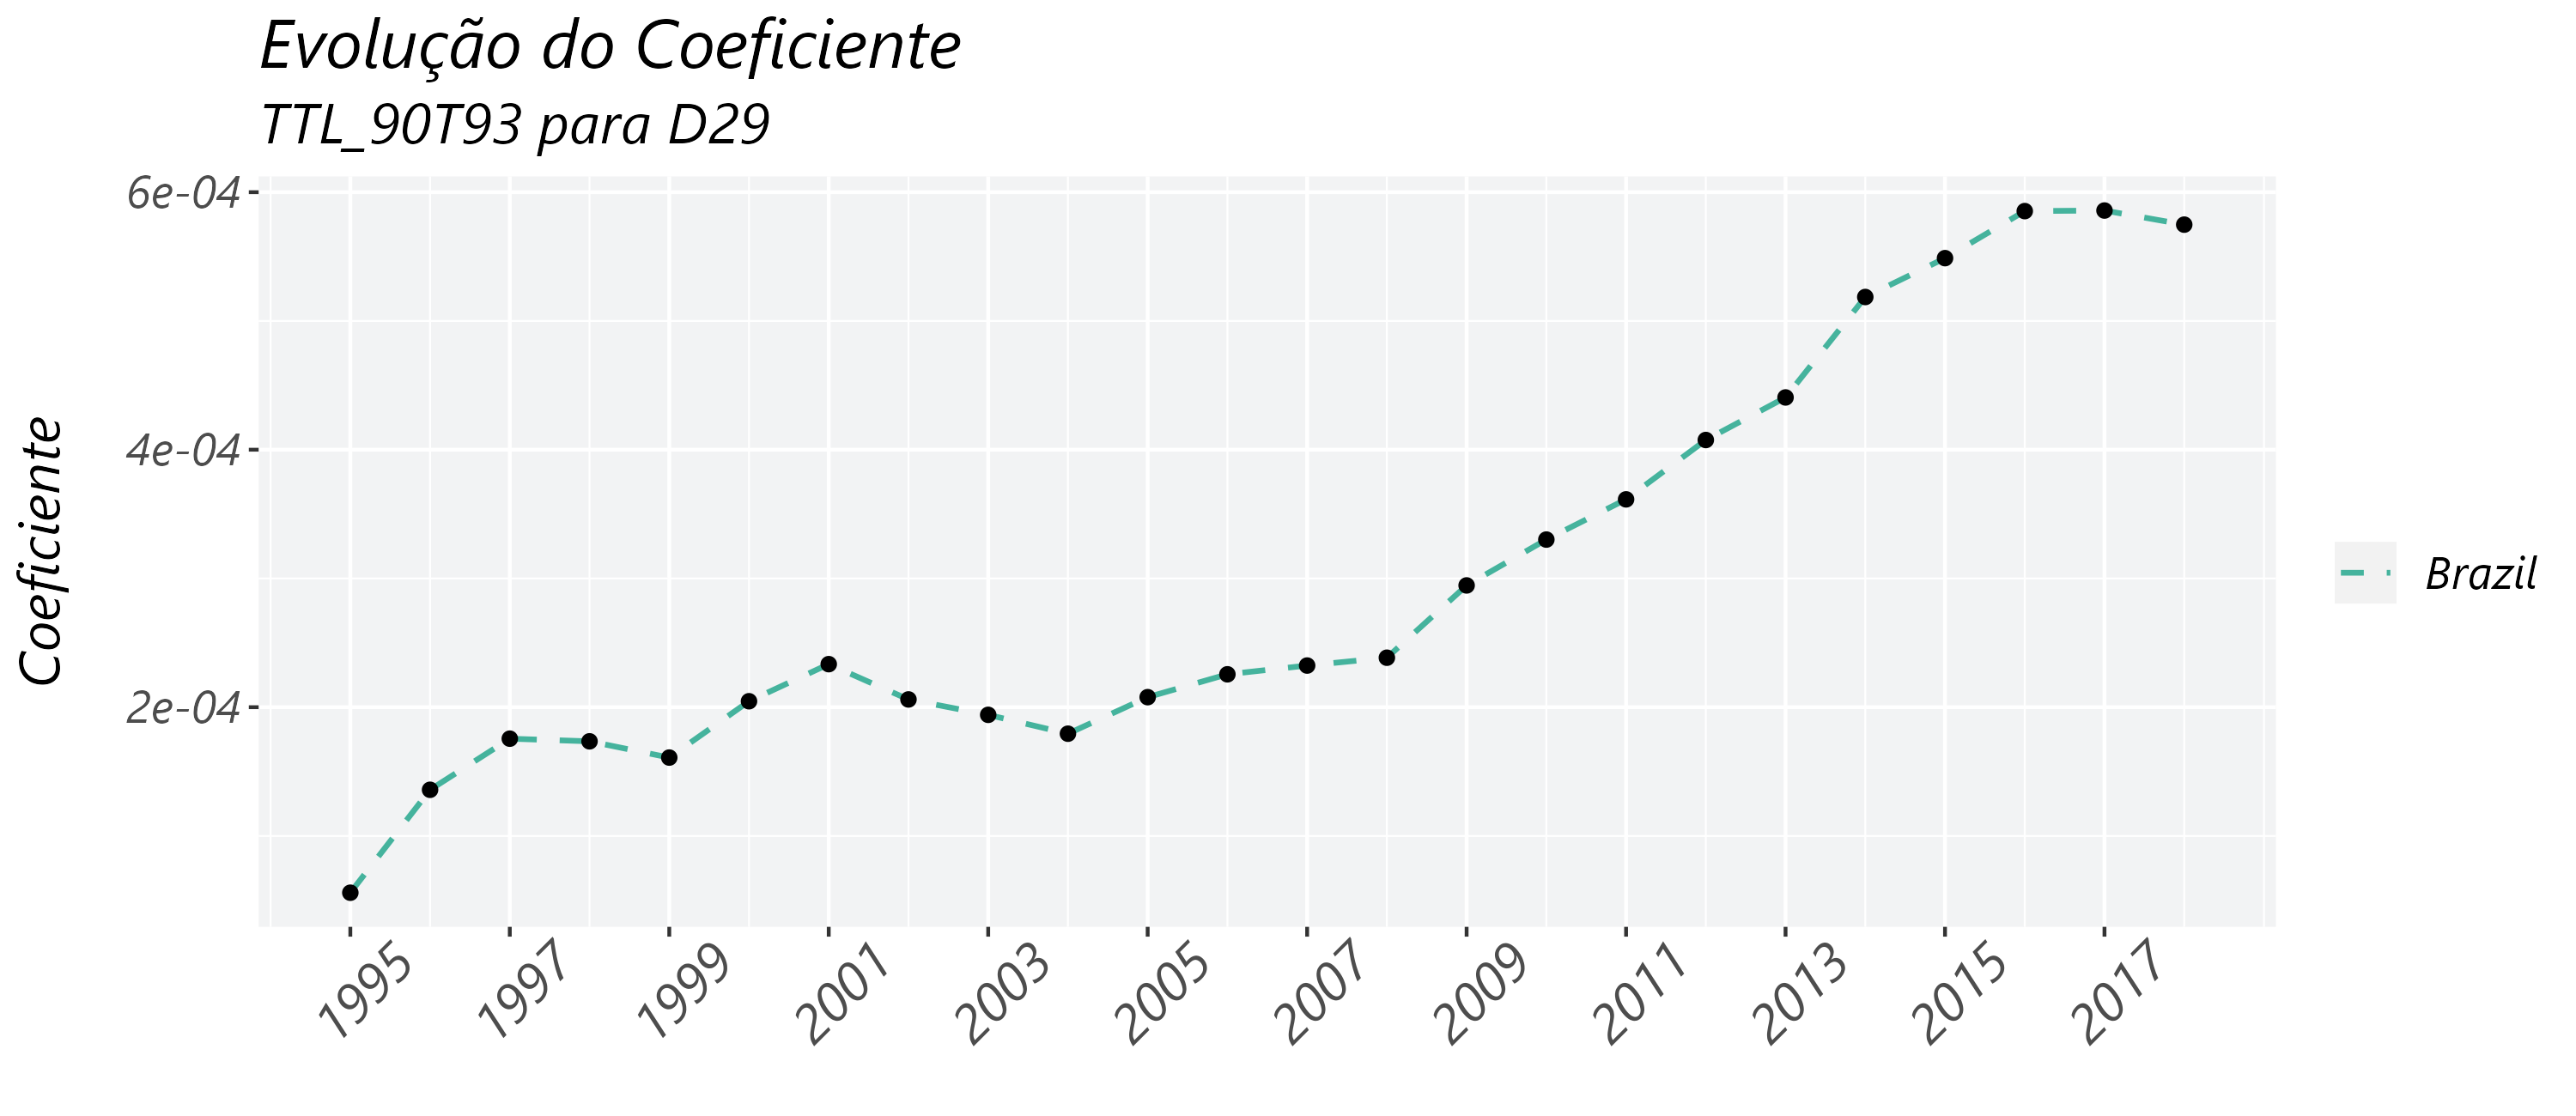 Evolução do Coeficiente
TTL_90T93 para D29
6e-04
4e-04
2e-04
Coeficiente
1995
1997
1999
2001
2003
2005
2007
2009
2011
2013
2015
2017
Brazil